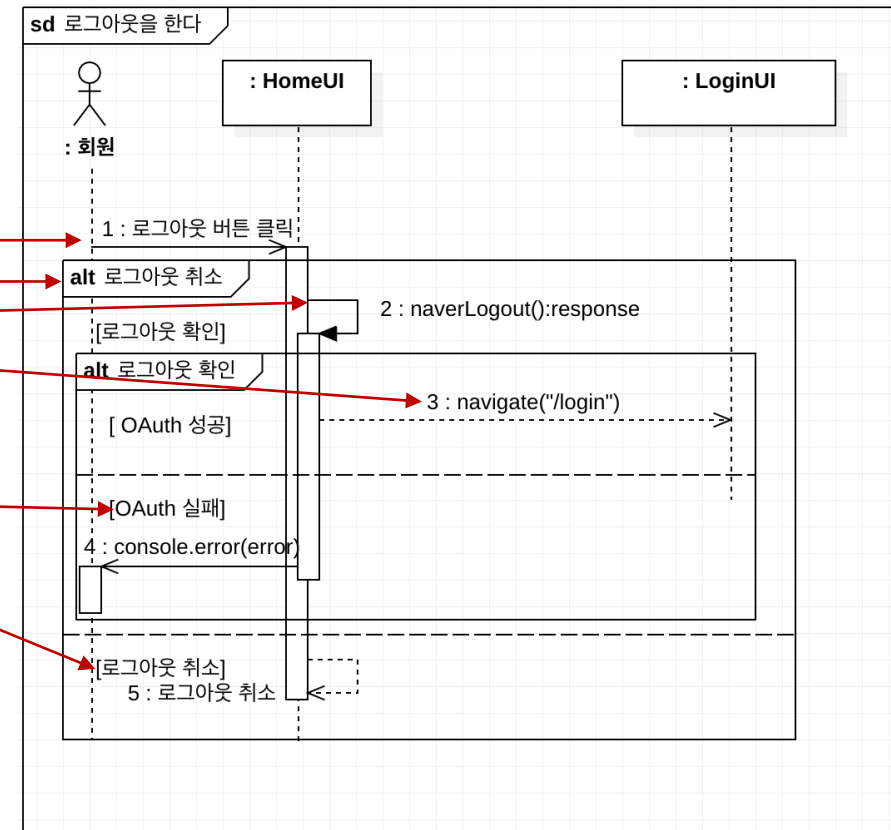 sd 로그아웃을 한다
: HomeUI
: LoginUI
: 회원
1 : 로그아웃 버튼 클릭
alt 로그아웃 취소
2 : naverLogout():response
[로그아웃 확인]
alt 로그아웃 확인
3 : navigate("/login")
[ OAuth 성공]
[OAuth 실패]
4 : console.error(error)
[로그아웃 취소]
5 : 로그아웃 취소